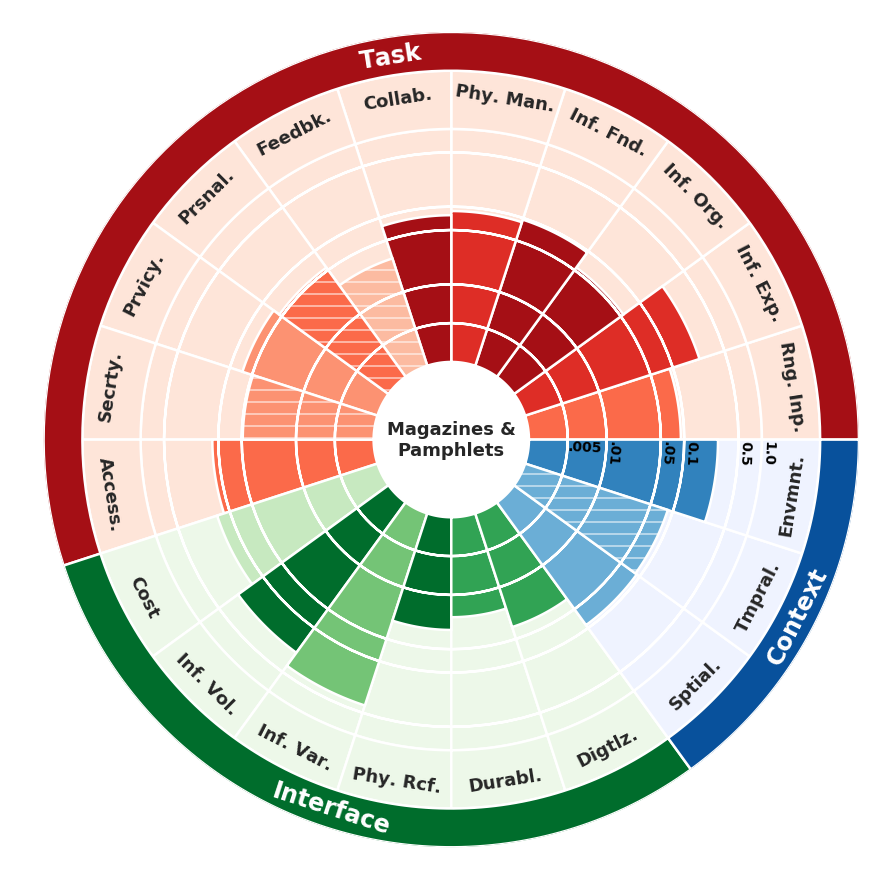 Task
Collab.
Phy. Man.
Feedbk.
Inf. Fnd.
Prsnal.
Inf. Org.
Prvicy.
Inf. Exp.
Secrty.
Rng. Inp.
Magazines &
Pamphlets
.005
.01
.05
0.1
0.5
1.0
Access.
Envmnt.
Cost
Tmpral.
Context
Inf. Vol.
Sptial.
Inf. Var.
Digtlz.
Phy. Rcf.
Durabl.
Interface